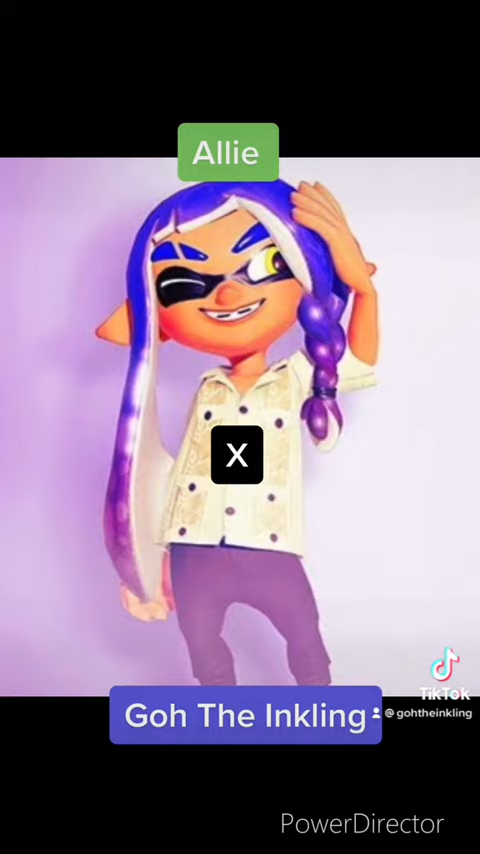 Allie
X
TikTok
Goh The Inkling
@gohtheinkling
PowerDirector